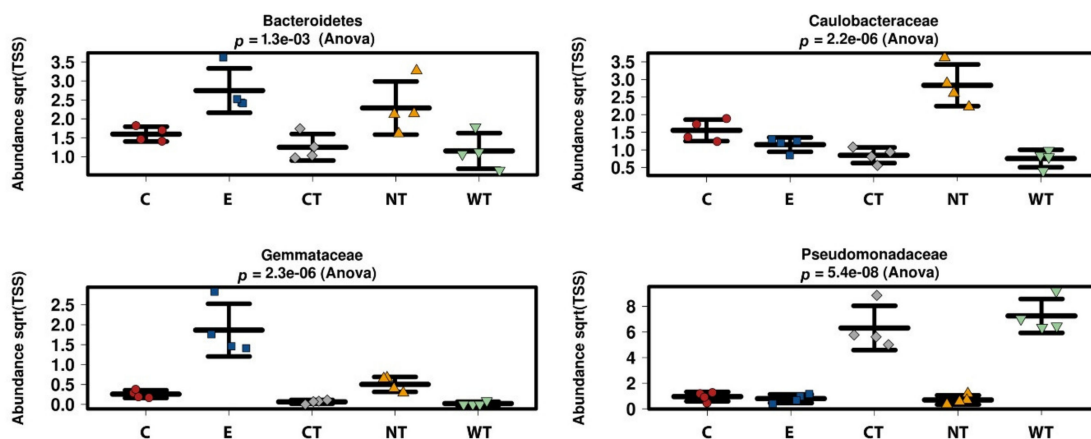 Bacteroidetes
p = 1.3e-03 (Anova)
Abundance sqrt(TSS)
3.5
3.0
2.5
2.0
1.5
1.0
C E CT NT WT
Caulobacteraceae
p = 2.2e-06 (Anova)
Abundance sqrt(TSS)
3.5
3.0
2.5
2.0
1.5
1.0
0.5
C E CT NT WT
Gemmataceae
p = 2.3e-06 (Anova)
Abundance sqrt(TSS)
2.5
2.0
1.5
1.0
0.5
0.0
C E CT NT WT
Pseudomonadaceae
p = 5.4e-08 (Anova)
Abundance sqrt(TSS)
8
6
4
2
0
C E CT NT WT